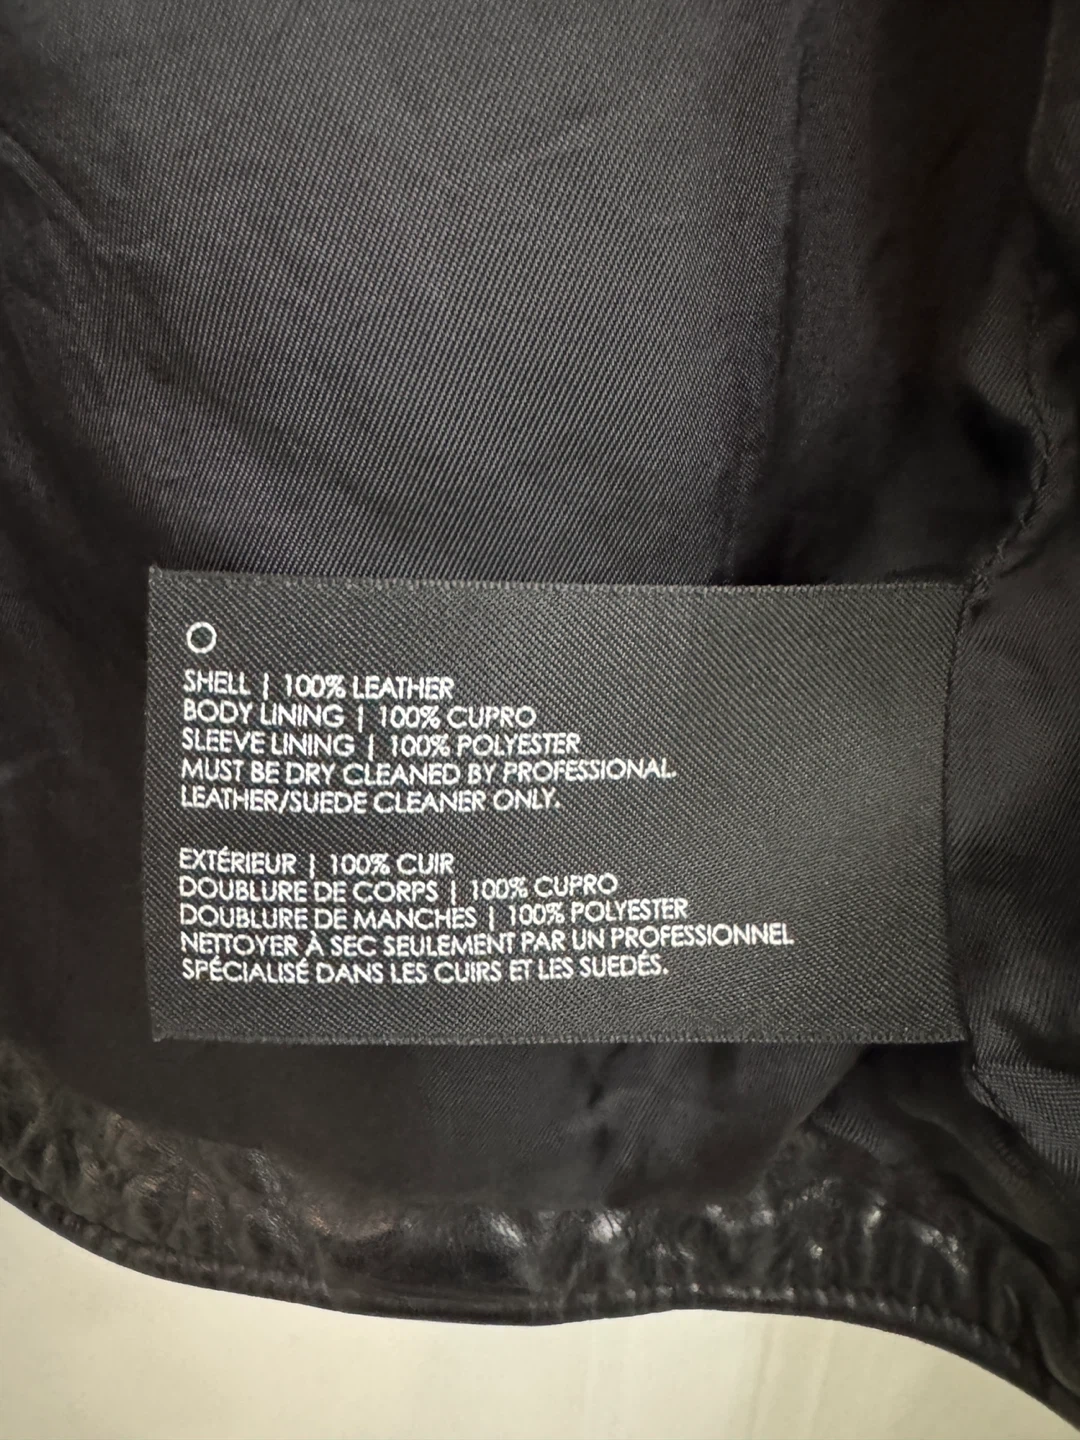 SHELL | 100% LEATHER
BODY LINING | 100% CUPRO
SLEEVE LINING | 100% POLYESTER
MUST BE DRY CLEANED BY PROFESSIONAL.
LEATHER/SUEDE CLEANER ONLY.
EXTÉRIEUR | 100% CUIR
DOUBLURE DE CORPS | 100% CUPRO
DOUBLURE DE MANCHES | 100% POLYESTER
NETTOYER À SEC SEULEMENT PAR UN PROFESSIONNEL
SPÉCIALISÉ DANS LES CUIRS ET LES SUEDÉS.